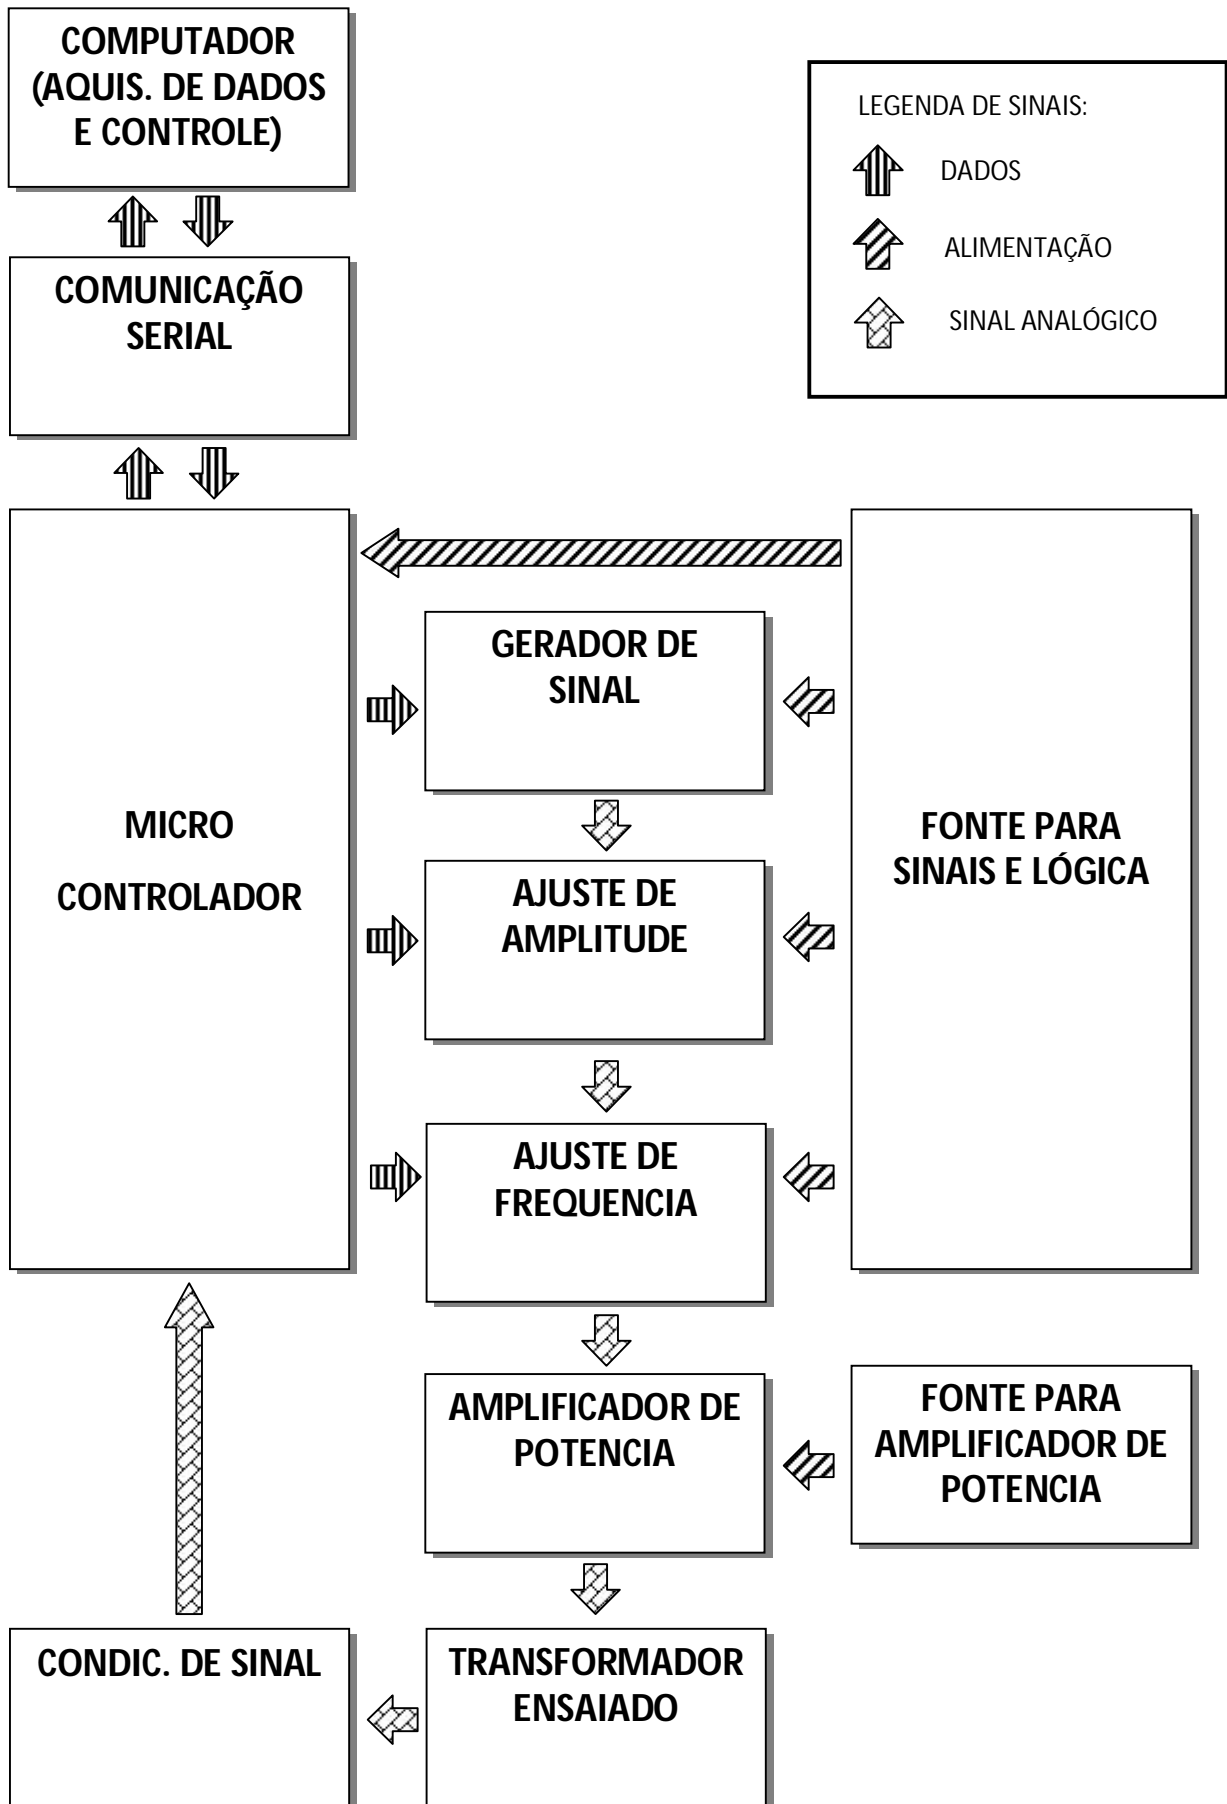 COMPUTADOR
(AQUIS. DE DADOS
E CONTROLE)
LEGENDA DE SINAIS:
DADOS
ALIMENTAÇÃO
SINAL ANALÓGICO
COMUNICAÇÃO
SERIAL
MICRO
CONTROLADOR
GERADOR DE
SINAL
AJUSTE DE
AMPLITUDE
AJUSTE DE
FREQUENCIA
FONTE PARA
SINAIS E LÓGICA
AMPLIFICADOR DE
POTENCIA
FONTE PARA
AMPLIFICADOR DE
POTENCIA
CONDIC. DE SINAL
TRANSFORMADOR
ENSAIADO